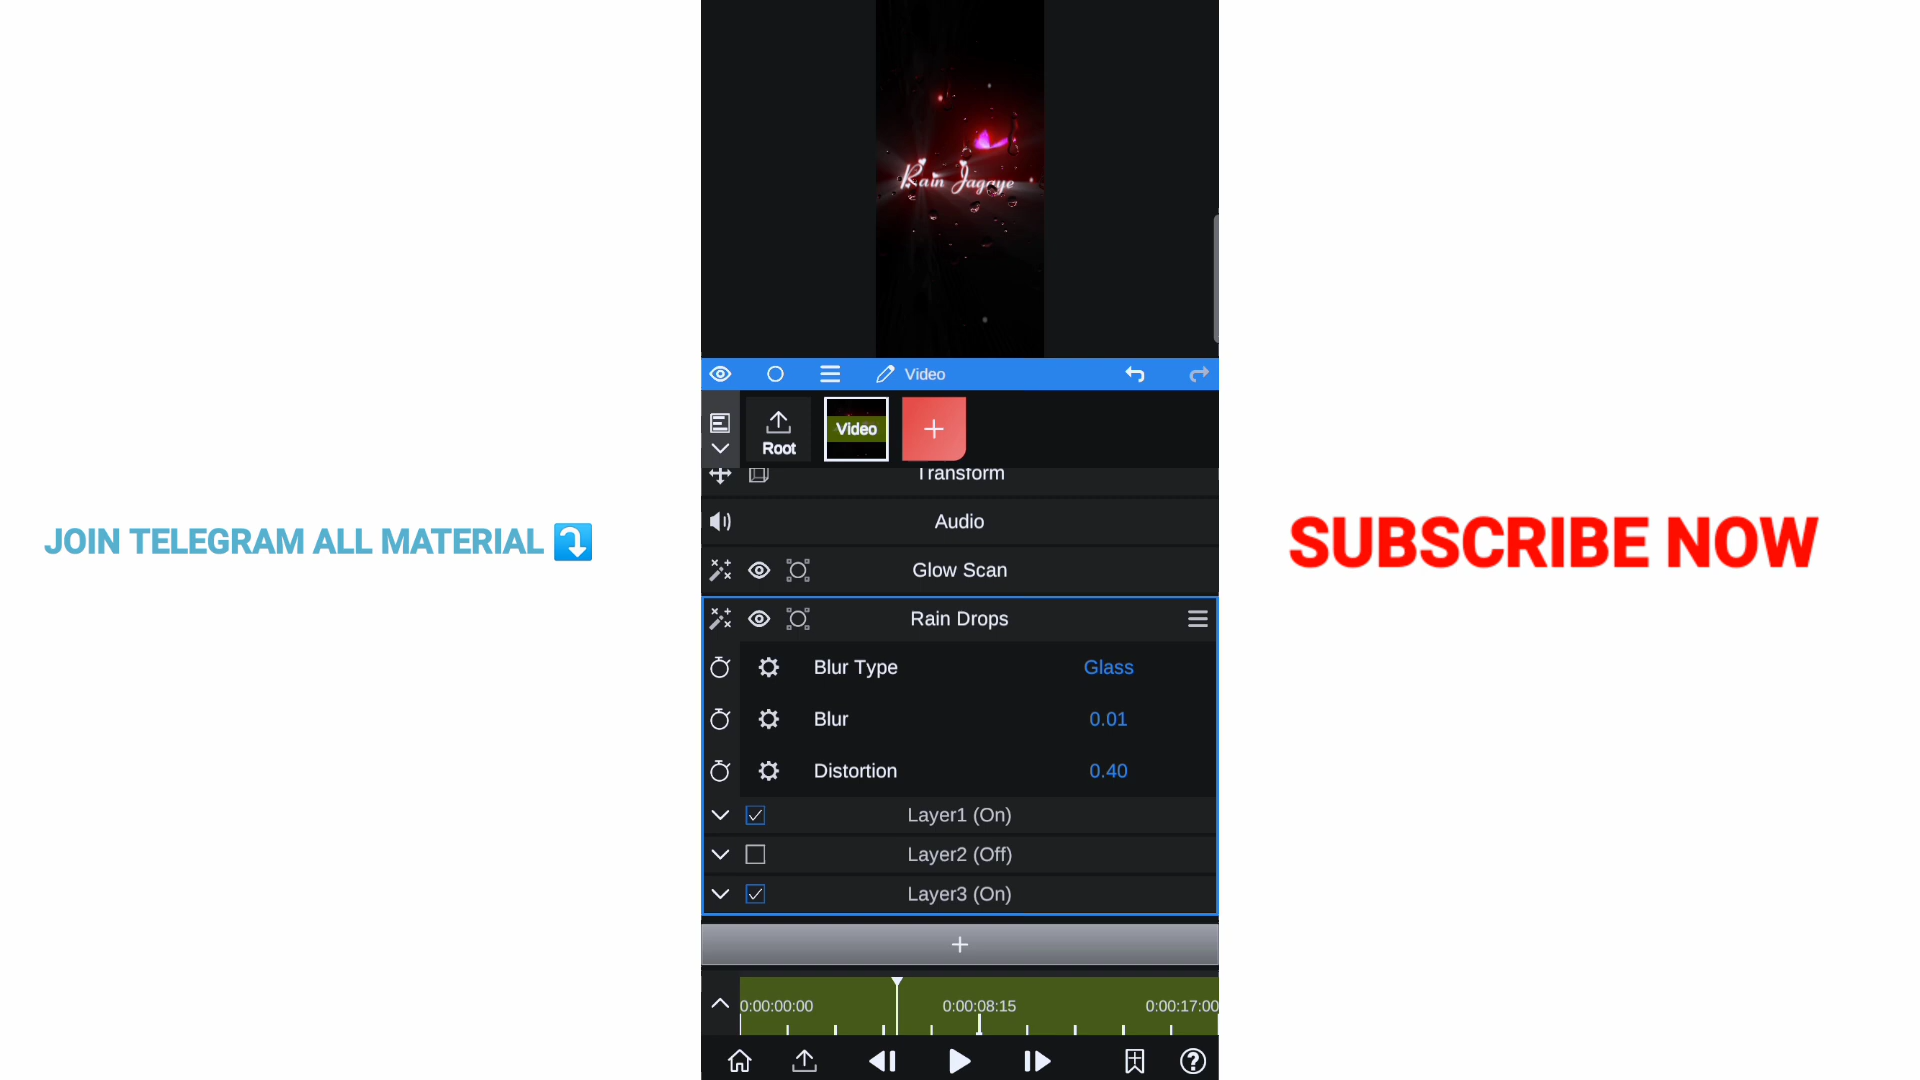 Rain Jagaye
Video
Root
Video
Transform
Audio
Glow Scan
Rain Drops
Blur Type Glass
Blur 0.01
Distortion 0.40
Layer1 (On)
Layer2 (Off)
Layer3 (On)
0:00:00:00 0:00:08:15 0:00:17:00
JOIN TELEGRAM ALL MATERIAL ⤵️
SUBSCRIBE NOW